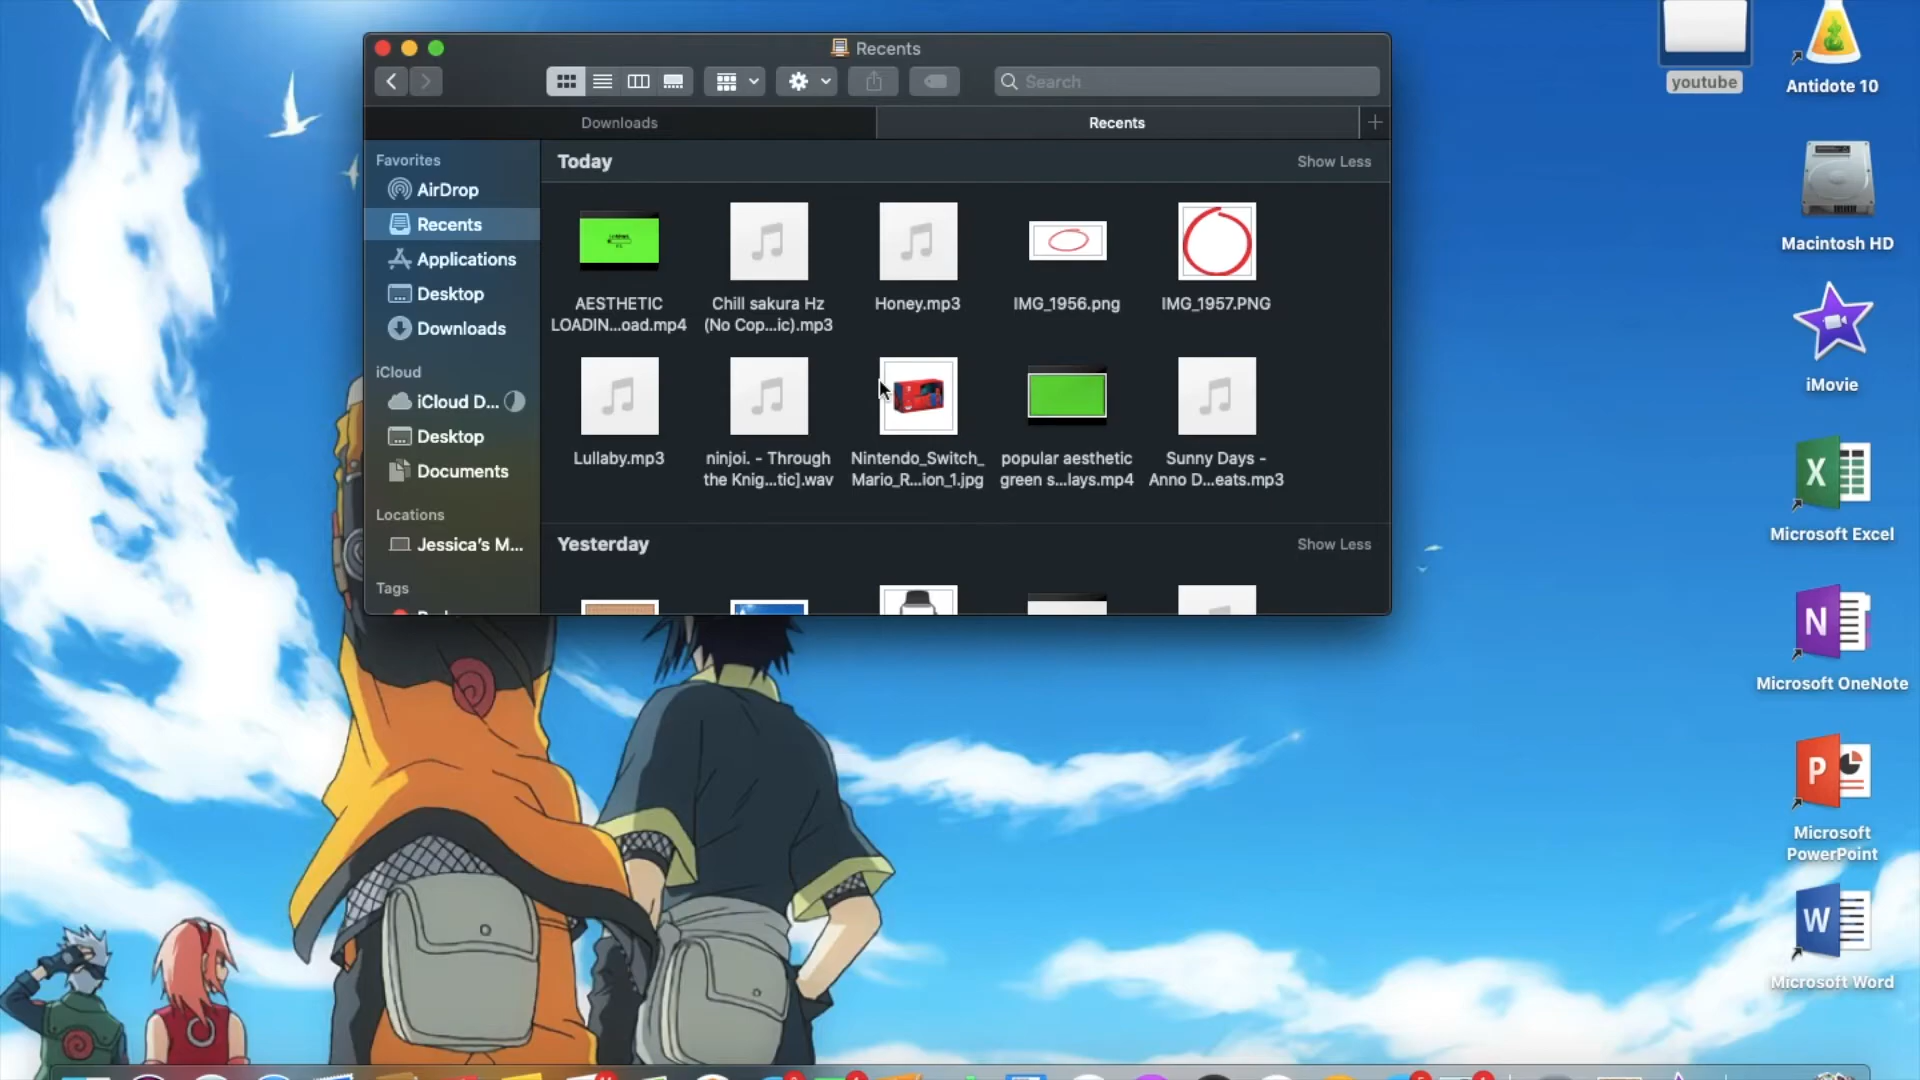 Recents
Search
Downloads
Recents
Favorites
AirDrop
Recents
Applications
Desktop
Downloads
iCloud
iCloud D...
Desktop
Documents
Locations
Jessica's M...
Tags
Today
Show Less
AESTHETIC
LOADIN...oad.mp4
Chill sakura Hz
(No Cop...ic).mp3
Honey.mp3
IMG_1956.png
IMG_1957.PNG
Lullaby.mp3
ninjoi. - Through
the Knig...tic].wav
Nintendo_Switch_
Mario_R...ion_1.jpg
popular aesthetic
green s...lays.mp4
Sunny Days -
Anno D...eats.mp3
Yesterday
Show Less
youtube
Antidote 10
Macintosh HD
iMovie
X
Microsoft Excel
N
Microsoft OneNote
P
Microsoft
PowerPoint
W
Microsoft Word